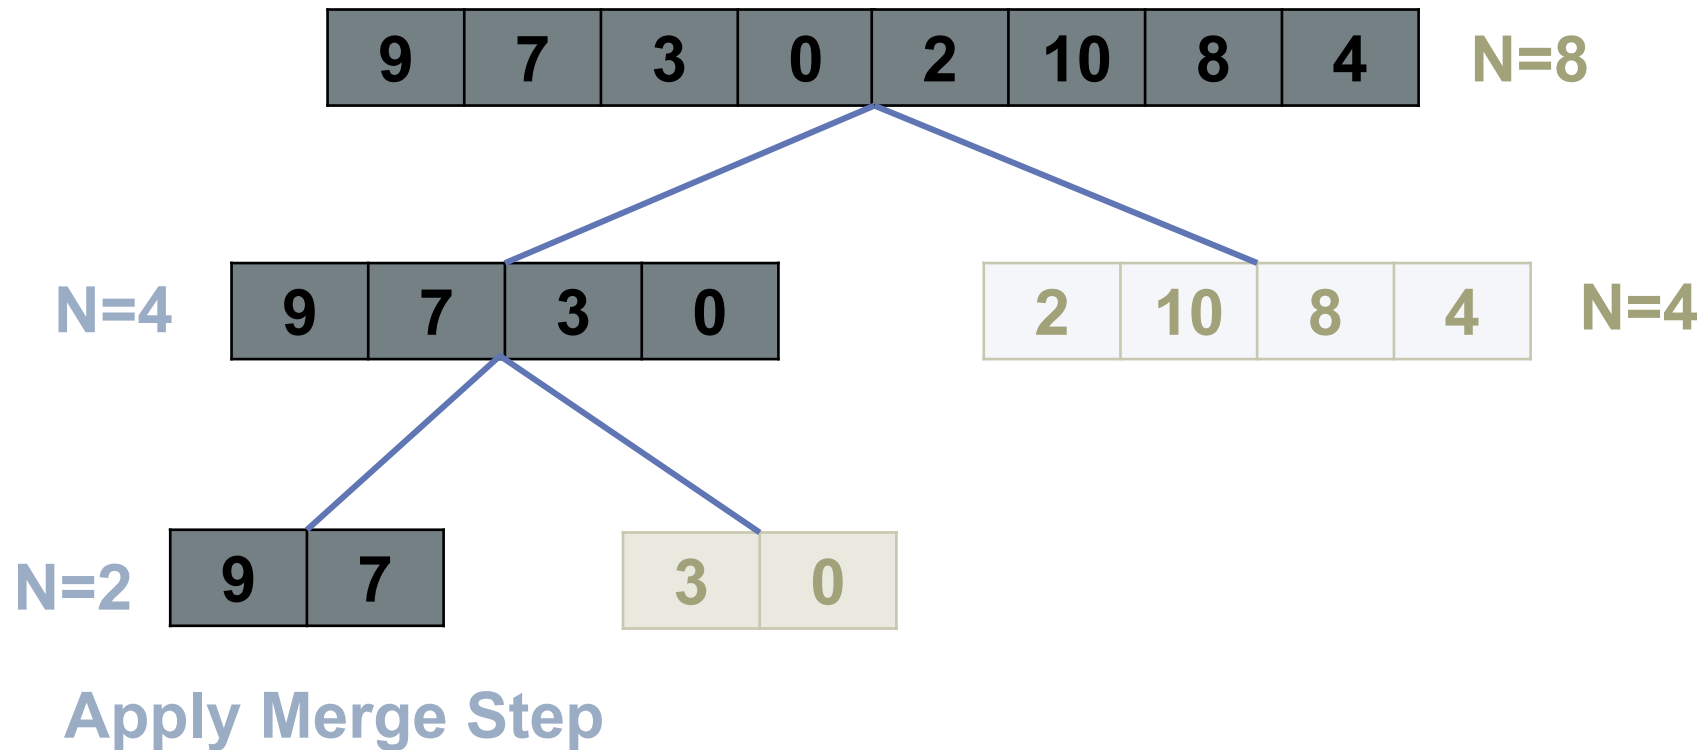 9 7 3 0 2 10 8 4 N=8
N=4 9 7 3 0 2 10 8 4 N=4
N=2 9 7 3 0
Apply Merge Step